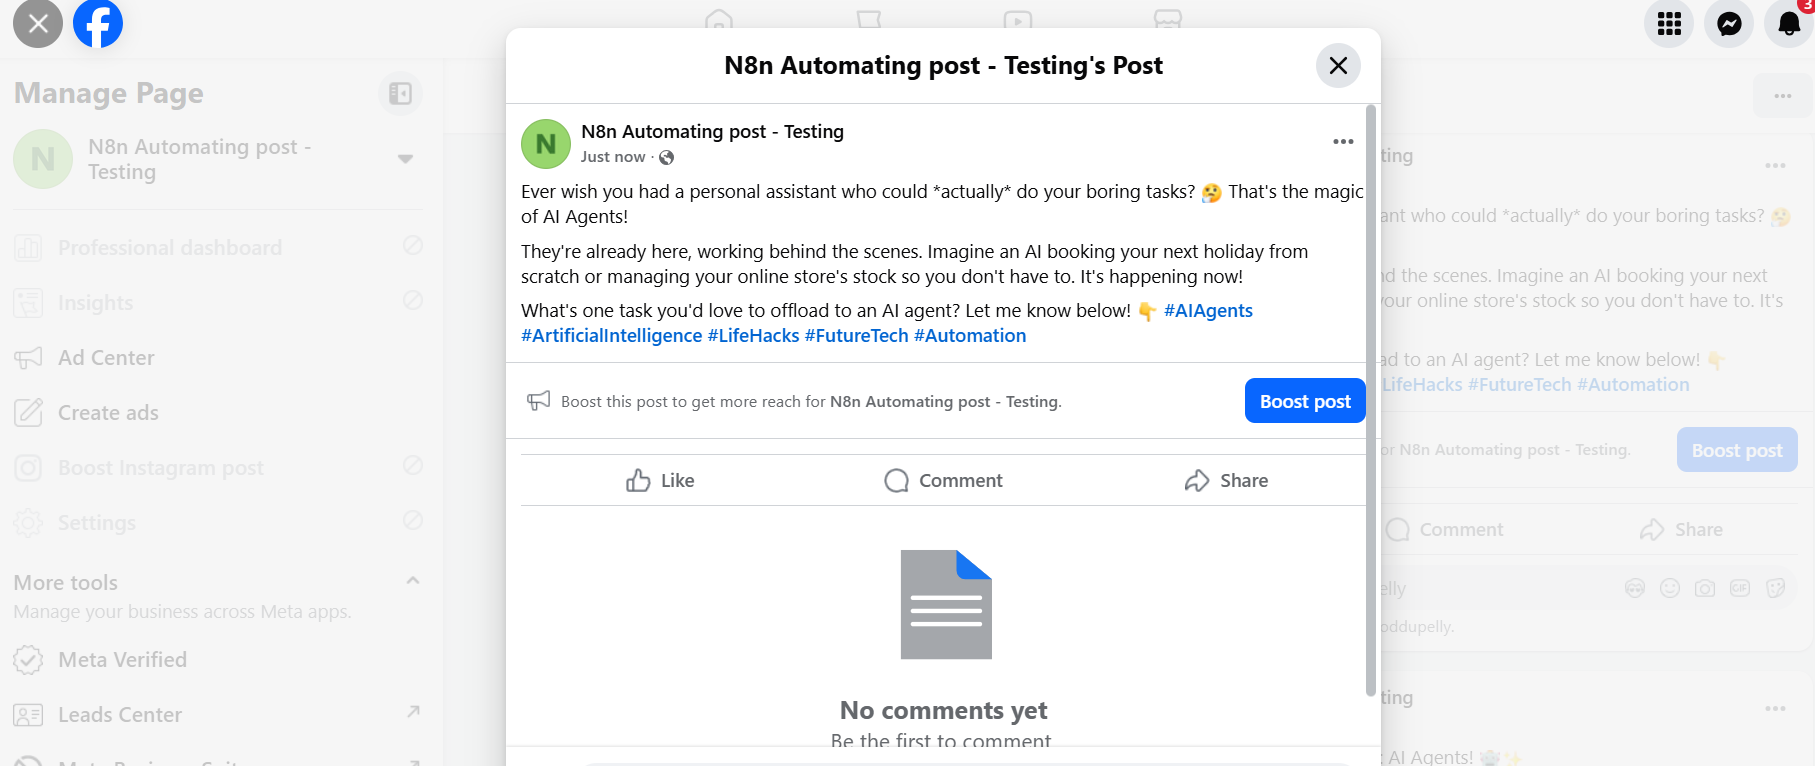 3
Manage Page
N
N8n Automating post -
Testing
Professional dashboard
Insights
Ad Center
Create ads
Boost Instagram post
Settings
More tools
Manage your business across Meta apps.
Meta Verified
Leads Center
N8n Automating post - Testing's Post
N
N8n Automating post - Testing
Just now ·
Ever wish you had a personal assistant who could *actually* do your boring tasks? 🤔 That's the magic
of AI Agents!
They're already here, working behind the scenes. Imagine an AI booking your next holiday from
scratch or managing your online store's stock so you don't have to. It's happening now!
What's one task you'd love to offload to an AI agent? Let me know below! 👇 #AIAgents
#ArtificialIntelligence #LifeHacks #FutureTech #Automation
Boost this post to get more reach for N8n Automating post - Testing.
Boost post
Like
Comment
Share
No comments yet
Be the first to comment
ting
ant who could *actually* do your boring tasks? 🤔
nd the scenes. Imagine an AI booking your next
your online store's stock so you don't have to. It's
ad to an AI agent? Let me know below! 👇
LifeHacks #FutureTech #Automation
or N8n Automating post - Testing.
Boost post
Comment
Share
elly
GIF
oddupelly.
ting
AI Agents! 🤖✨